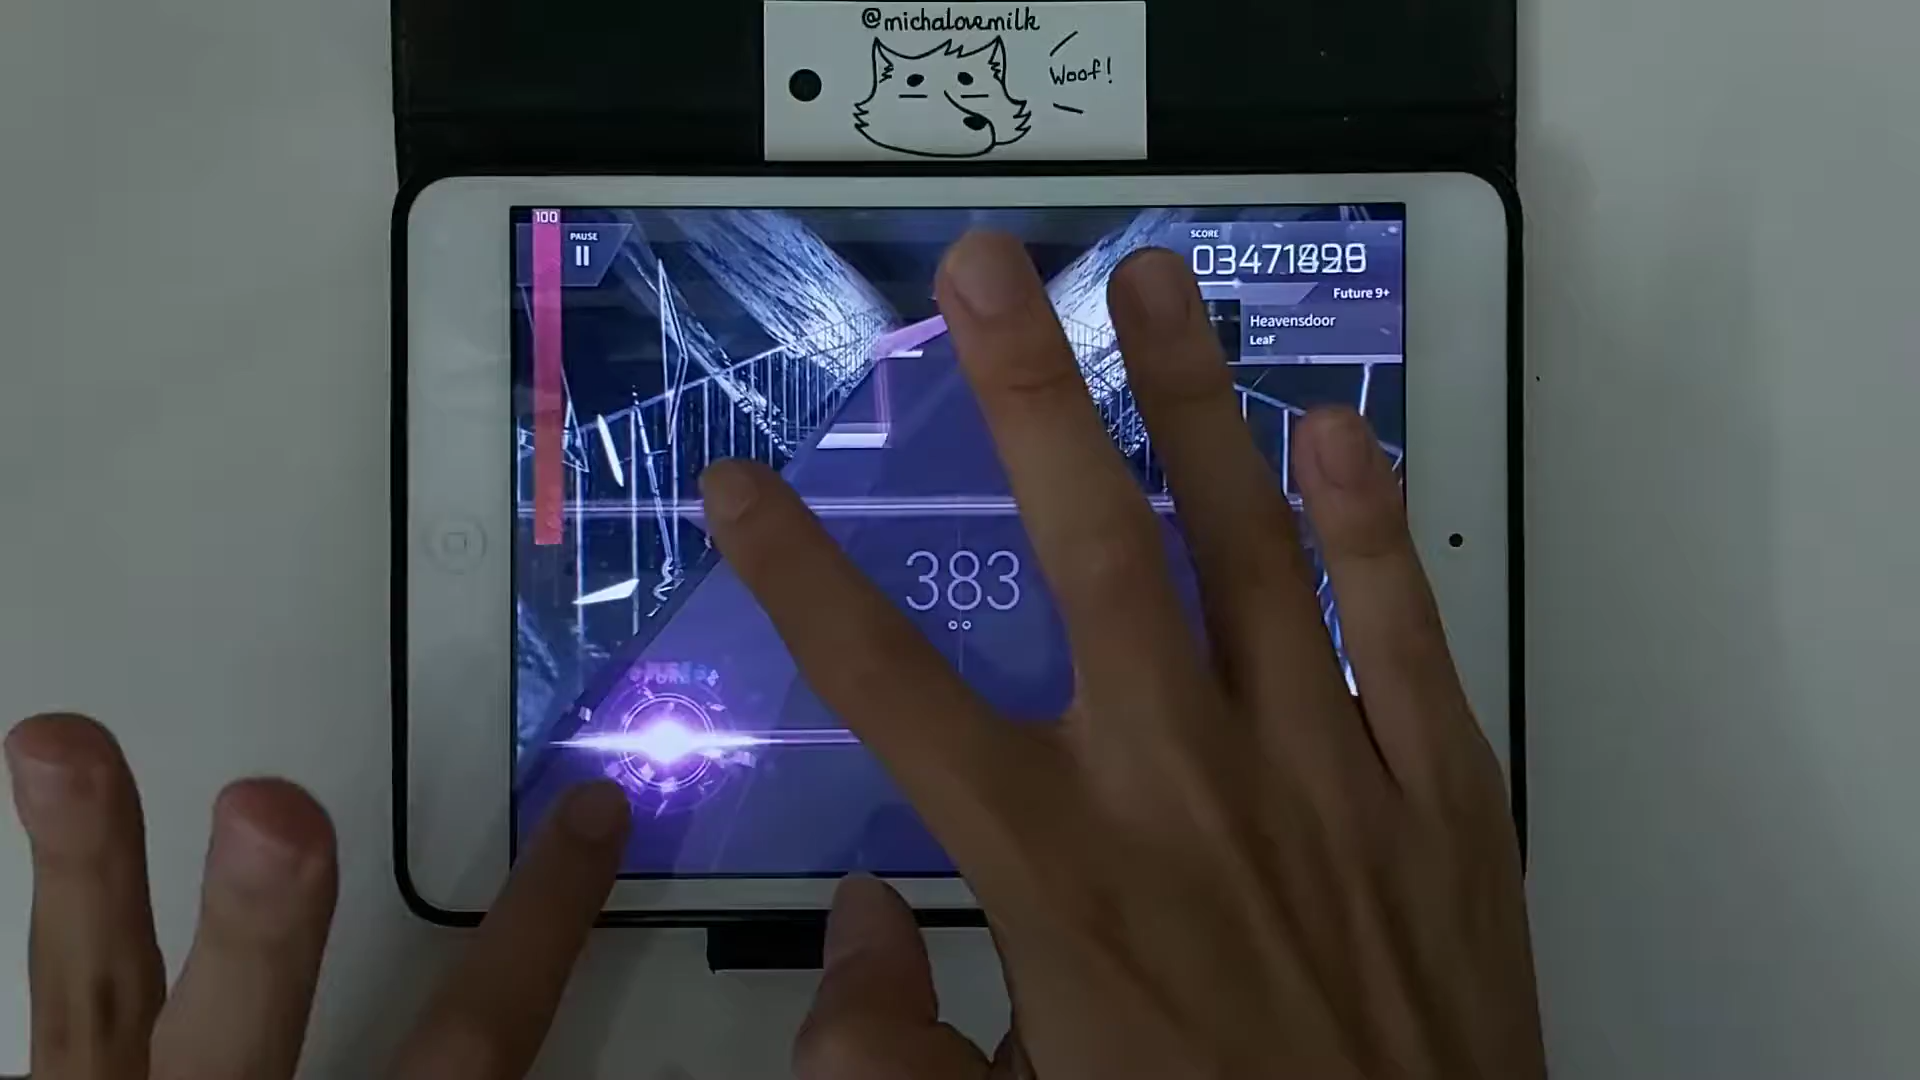 @michalovemilk
Woof!
100
PAUSE
SCORE
Future 9+
Heavensdoor
LeaF
383